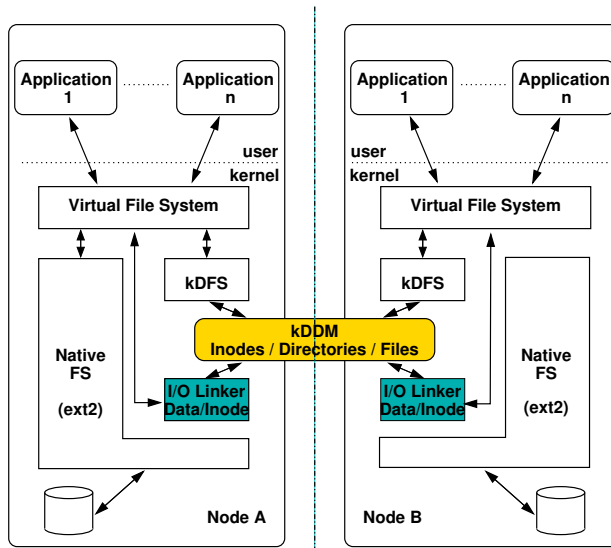 Application
1
Application
n
Application
1
Application
n
user
kernel
user
kernel
Virtual File System
Virtual File System
kDFS
kDFS
kDDM
Inodes / Directories / Files
Native
FS
(ext2)
I/O Linker
Data/Inode
I/O Linker
Data/Inode
Native
FS
(ext2)
Node A
Node B